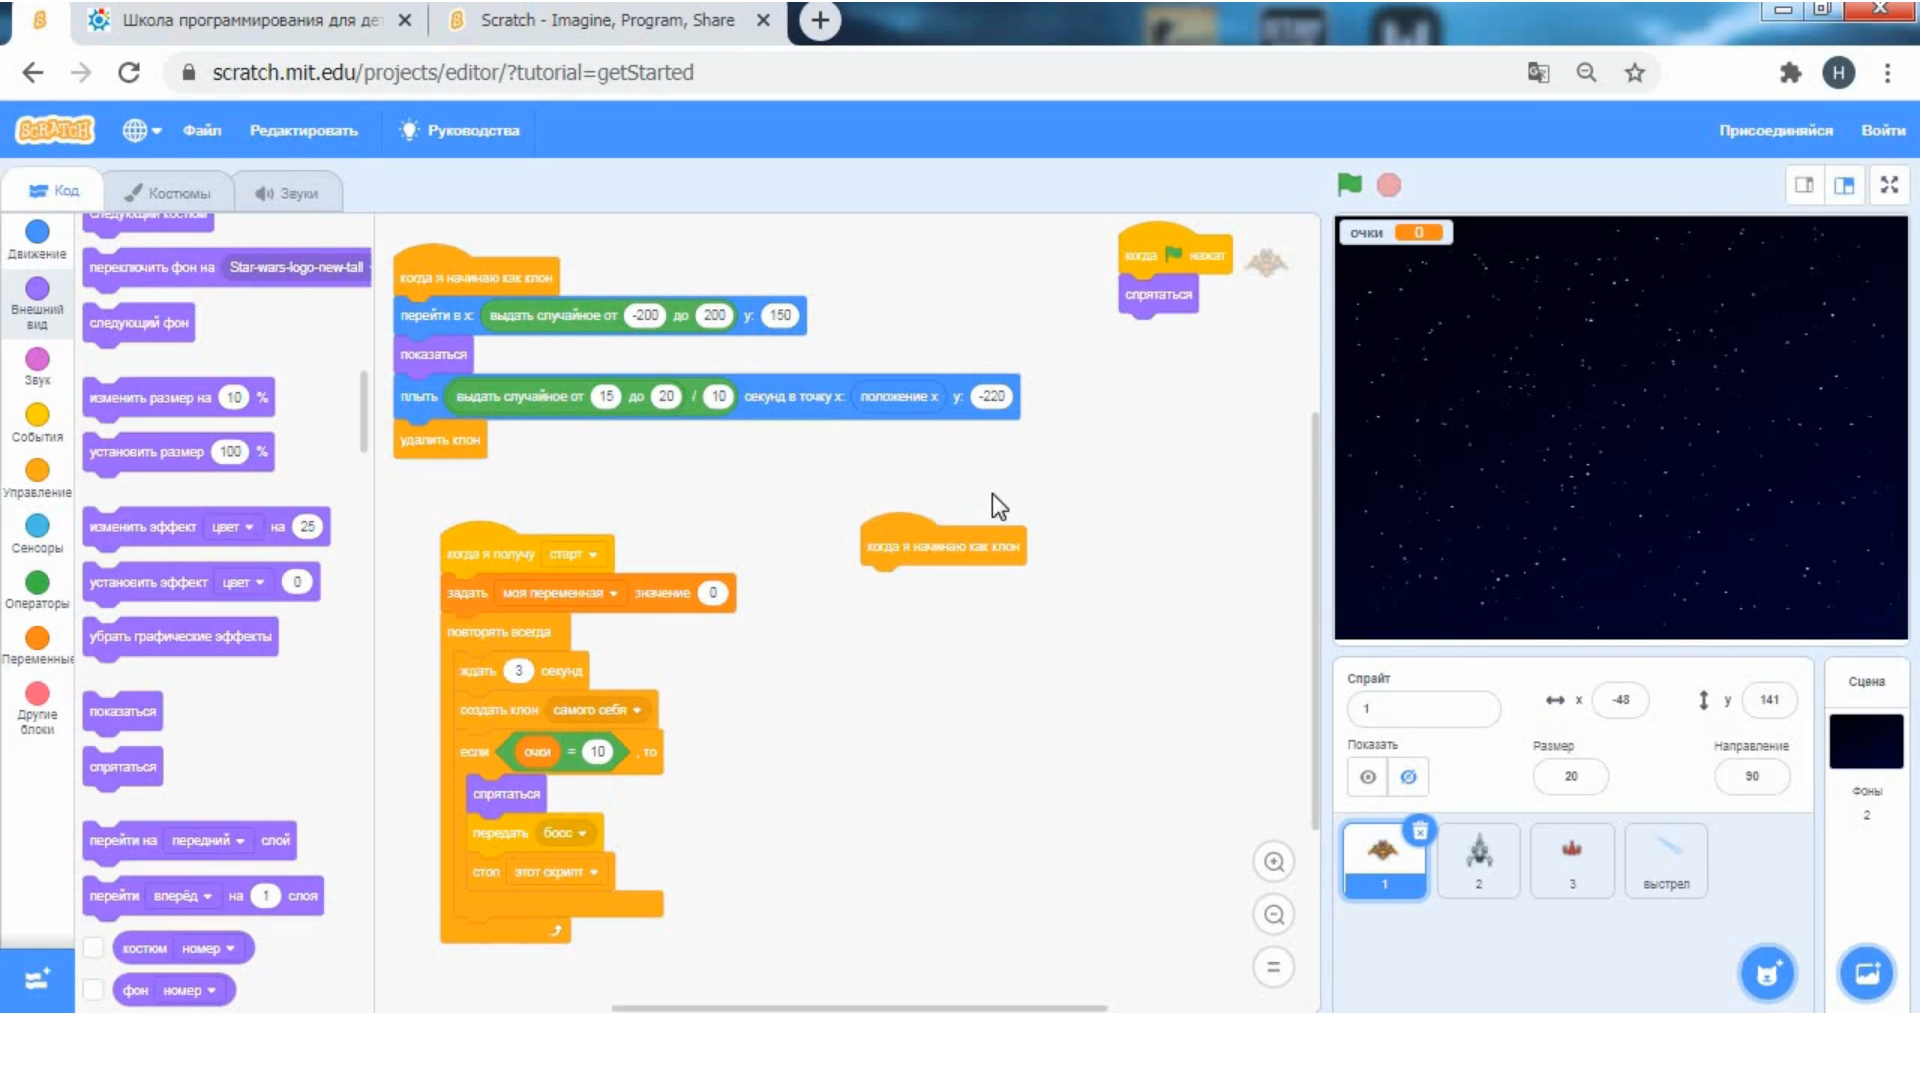 Школа программирования для де
Scratch - Imagine, Program, Share
scratch.mit.edu/projects/editor/?tutorial=getStarted
H
SCRATCH
Файл
Редактировать
Руководства
Присоединяйся
Войти
Код
Костюмы
Звуки
Движение
Внешний вид
Звук
События
Управление
Сенсоры
Операторы
Переменные
Другие блоки
следующий костюм
переключить фон на Star-wars-logo-new-tall
следующий фон
изменить размер на 10 %
установить размер 100 %
изменить эффект цвет на 25
установить эффект цвет 0
убрать графические эффекты
показаться
спрятаться
перейти на передний слой
перейти вперёд на 1 слоя
костюм номер
фон номер
когда я начинаю как клон
перейти в x: выдать случайное от -200 до 200 y: 150
показаться
плыть выдать случайное от 15 до 20 / 10 секунд в точку x: положение x y: -220
удалить клон
когда нажат
спрятаться
когда я получу старт
задать моя переменная значение 0
повторять всегда
ждать 3 секунд
создать клон самого себя
если очки = 10 , то
спрятаться
передать босс
стоп этот скрипт
когда я начинаю как клон
очки 0
Спрайт
1
x -48
y 141
Показать
Размер
20
Направление
90
1
2
3
выстрел
Сцена
Фоны
2